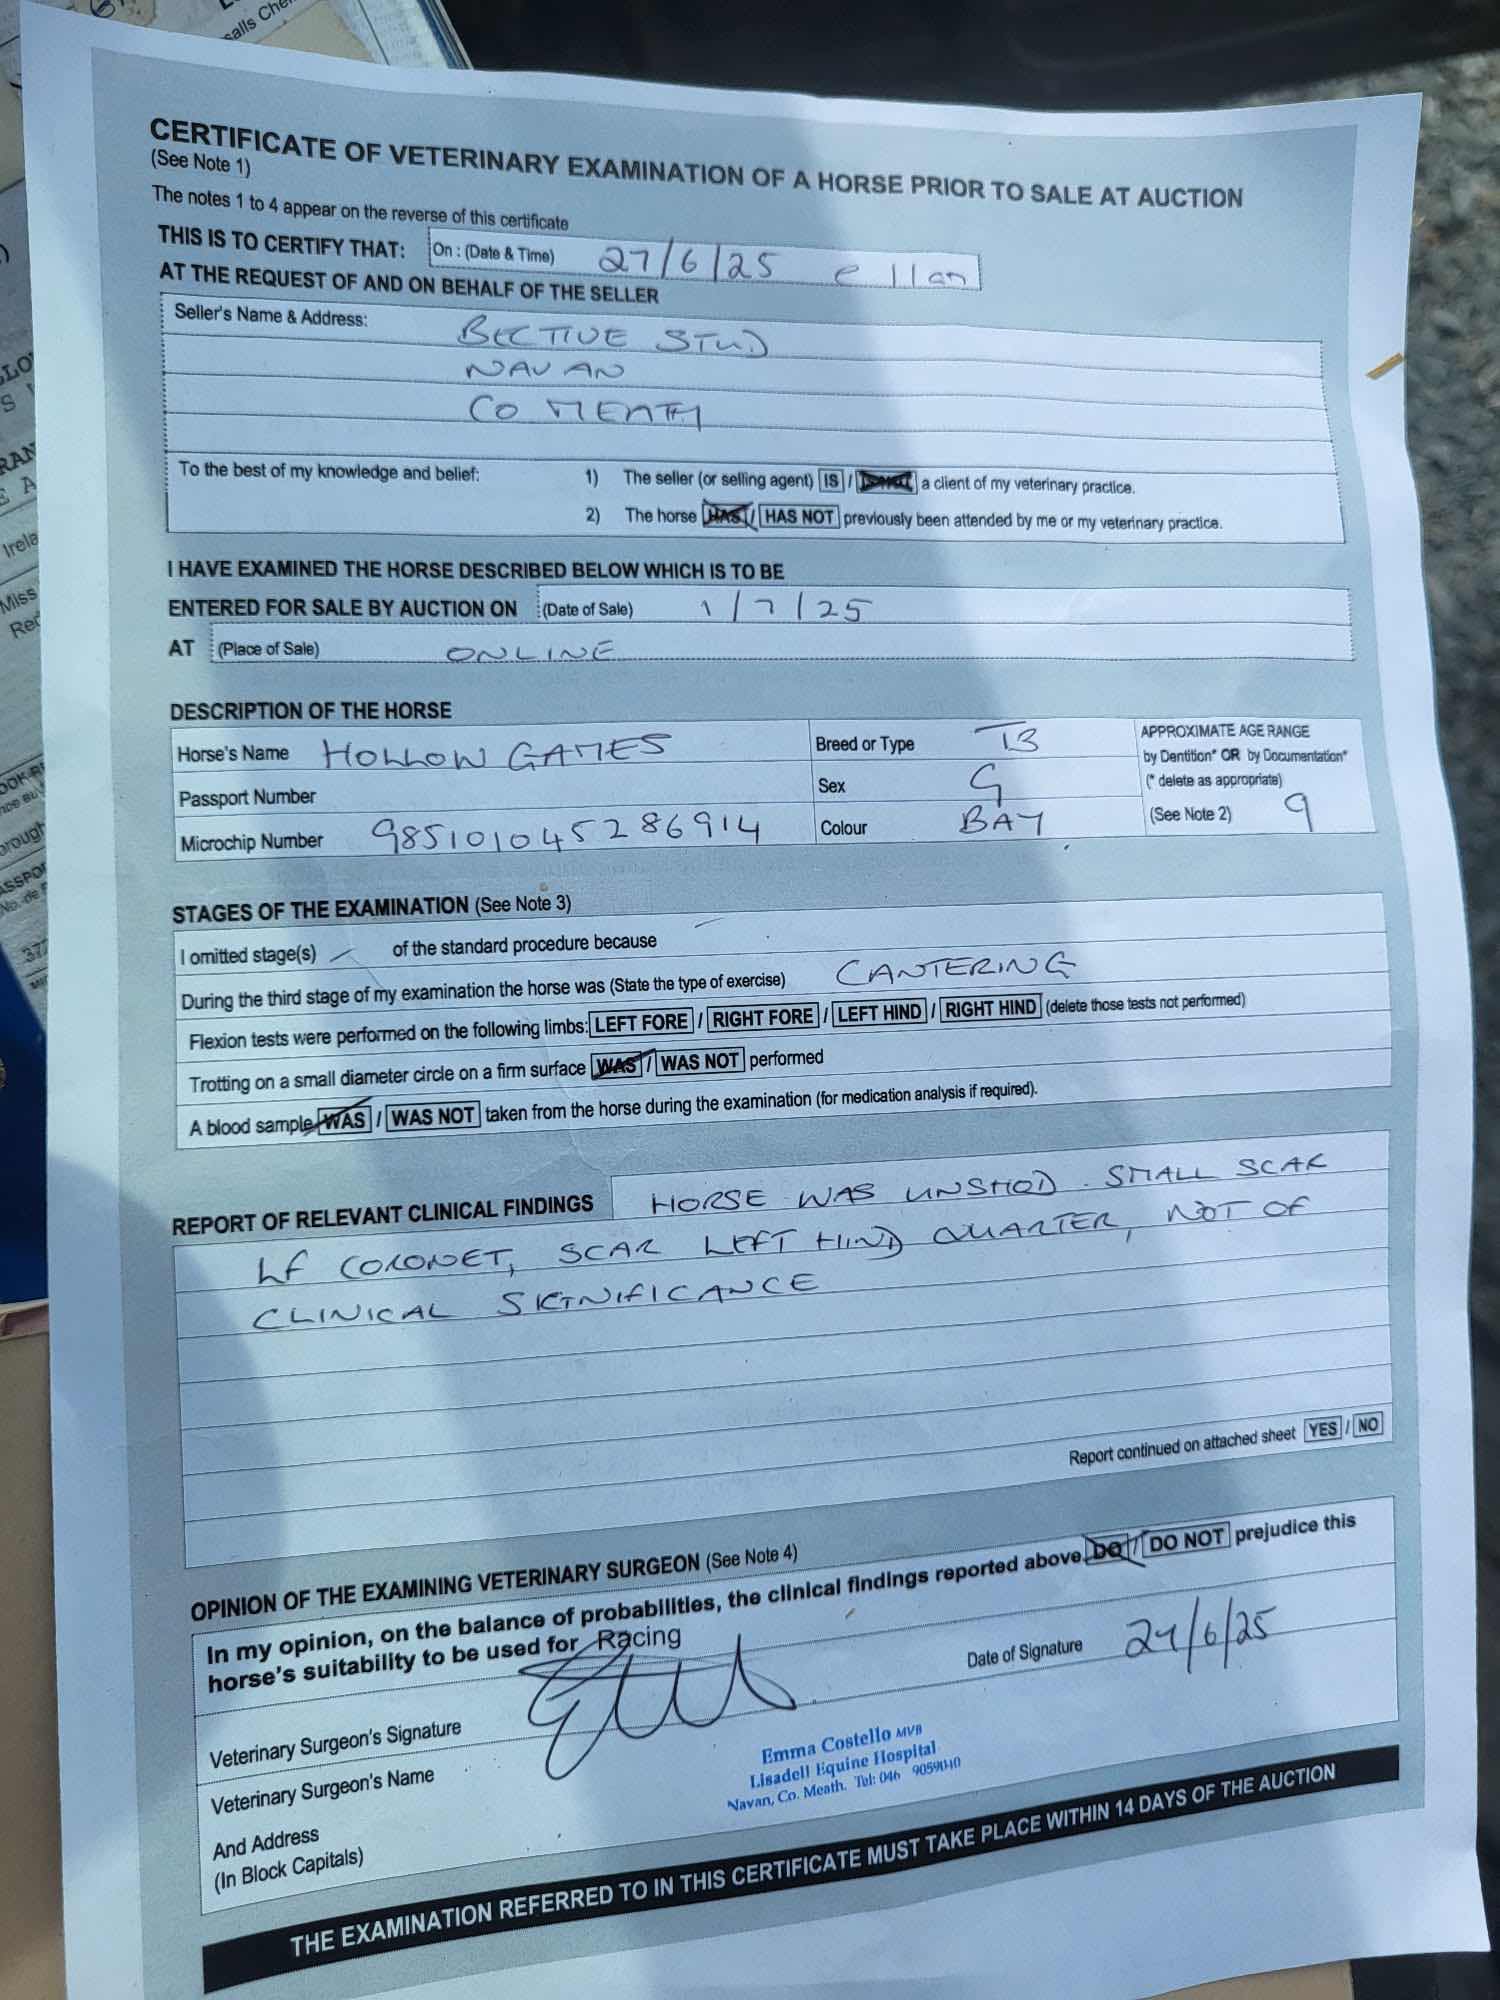 salls Che
CERTIFICATE OF VETERINARY EXAMINATION OF A HORSE PRIOR TO SALE AT AUCTION
(See Note 1)
The notes 1 to 4 appear on the reverse of this certificate
THIS IS TO CERTIFY THAT: On : (Date & Time) 27/6/25 @ 11am
AT THE REQUEST OF AND ON BEHALF OF THE SELLER
Seller's Name & Address: BECTIVE STUD
NAVAN
CO MEATH
To the best of my knowledge and belief: 1) The seller (or selling agent) IS / a client of my veterinary practice.
2) The horse HAS / HAS NOT previously been attended by me or my veterinary practice.
I HAVE EXAMINED THE HORSE DESCRIBED BELOW WHICH IS TO BE
ENTERED FOR SALE BY AUCTION ON (Date of Sale) 1/7/25
AT (Place of Sale) ONLINE
DESCRIPTION OF THE HORSE
Horse's Name HOLLOW GAMES Breed or Type TB APPROXIMATE AGE RANGE
by Dentition* OR by Documentation*
Passport Number Sex G (* delete as appropriate)
Microchip Number 985101045286914 Colour BAY (See Note 2) 9
STAGES OF THE EXAMINATION (See Note 3)
I omitted stage(s) of the standard procedure because
During the third stage of my examination the horse was (State the type of exercise) CANTERING
Flexion tests were performed on the following limbs: LEFT FORE / RIGHT FORE / LEFT HIND / RIGHT HIND (delete those tests not performed)
Trotting on a small diameter circle on a firm surface WAS / WAS NOT performed
A blood sample WAS / WAS NOT taken from the horse during the examination (for medication analysis if required).
REPORT OF RELEVANT CLINICAL FINDINGS HORSE WAS UNSHOD. SMALL SCAR
LF CORONET, SCAR LEFT HIND QUARTER, NOT OF
CLINICAL SIGNIFICANCE
Report continued on attached sheet YES / NO
OPINION OF THE EXAMINING VETERINARY SURGEON (See Note 4)
In my opinion, on the balance of probabilities, the clinical findings reported above DO / DO NOT prejudice this
horse's suitability to be used for Racing
Veterinary Surgeon's Signature Date of Signature 27/6/25
Veterinary Surgeon's Name
And Address
(In Block Capitals)
Emma Costello MVB
Lisadell Equine Hospital
Navan, Co. Meath. Tel: 046 9059040
THE EXAMINATION REFERRED TO IN THIS CERTIFICATE MUST TAKE PLACE WITHIN 14 DAYS OF THE AUCTION